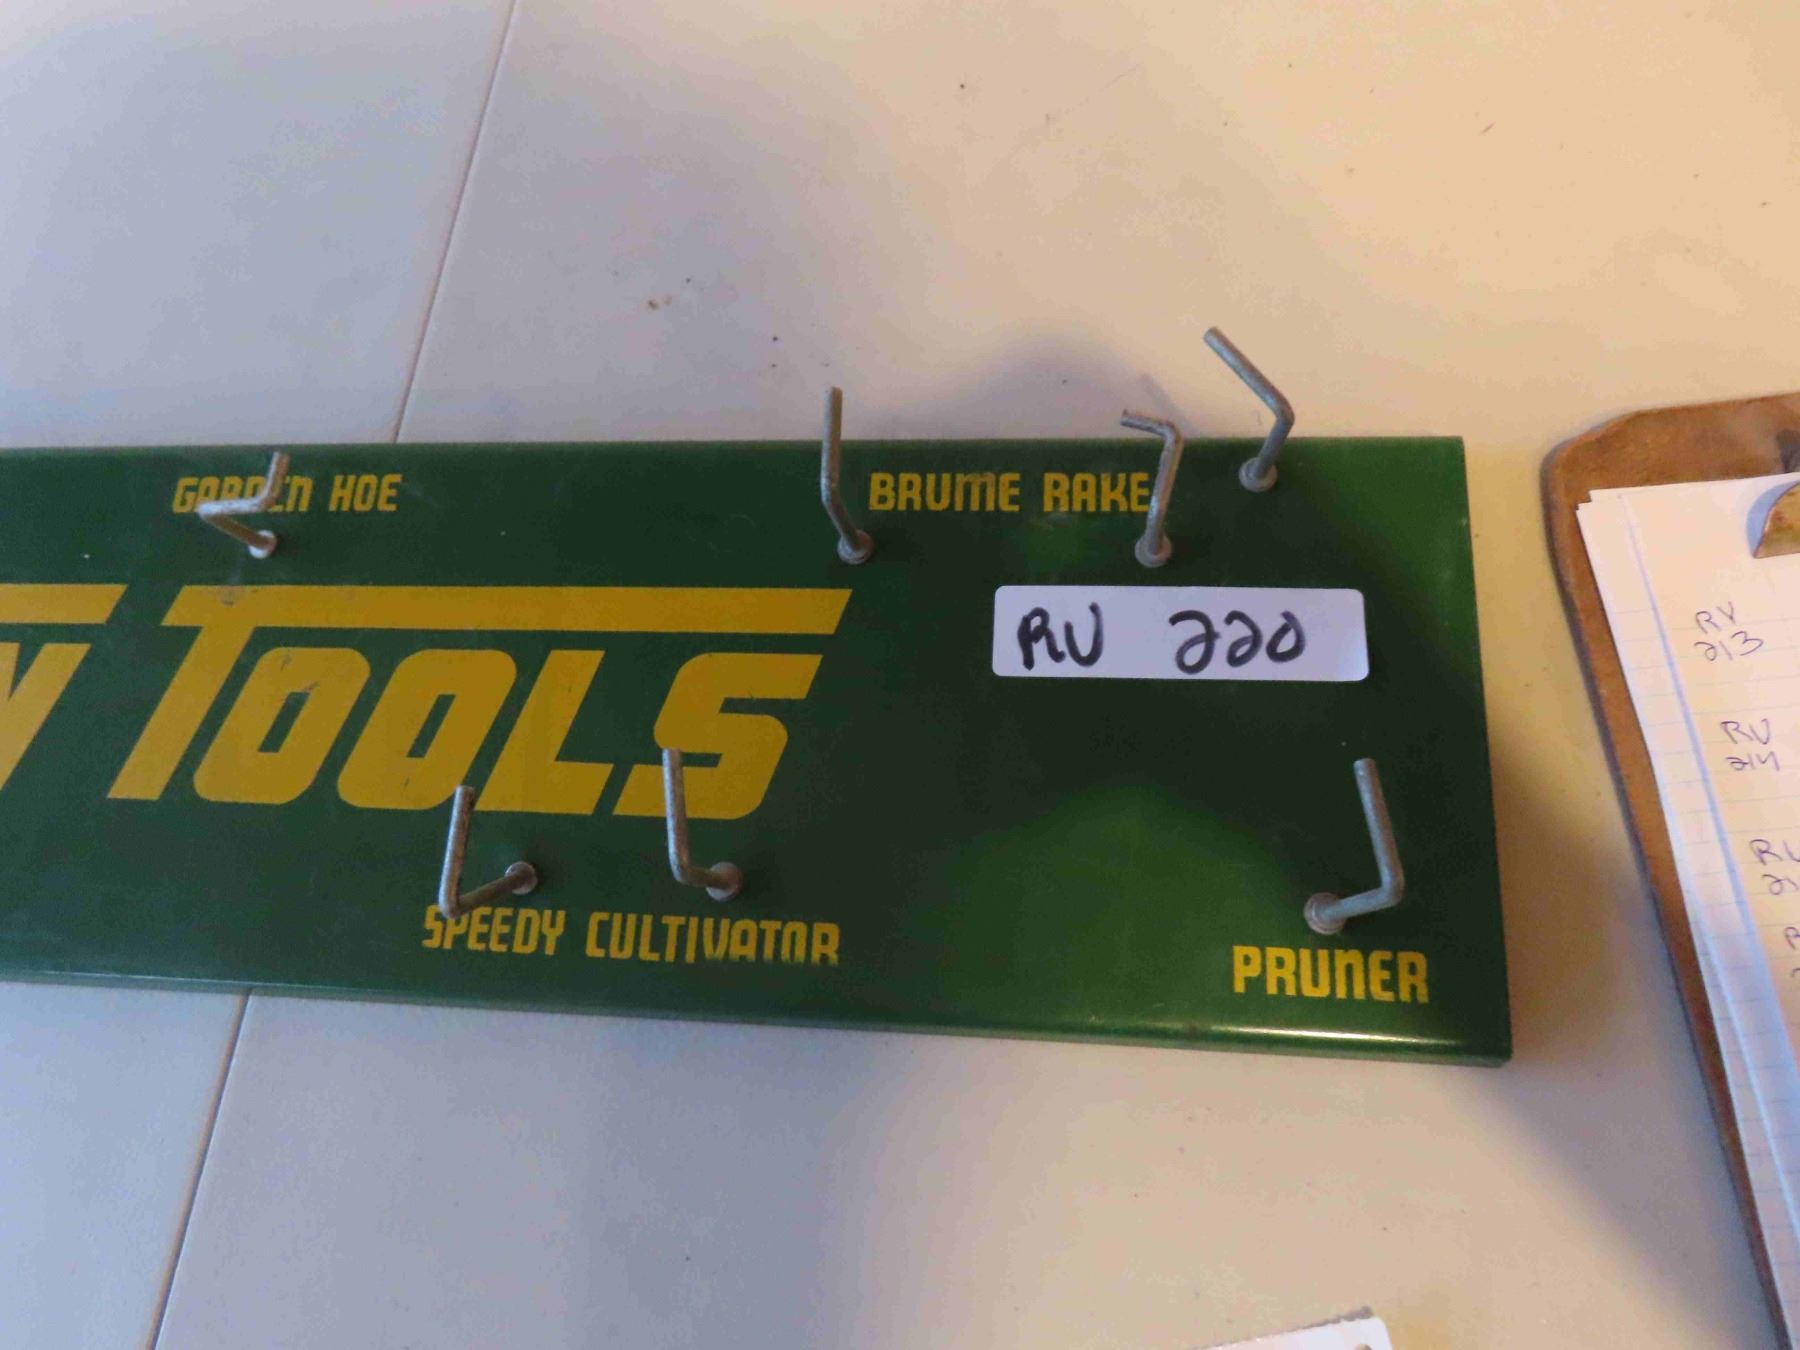 GARDEN HOE
BRUME RAKE
N TOOLS
RV 220
SPEEDY CULTIVATOR
PRUNER
RV
213
RV
214